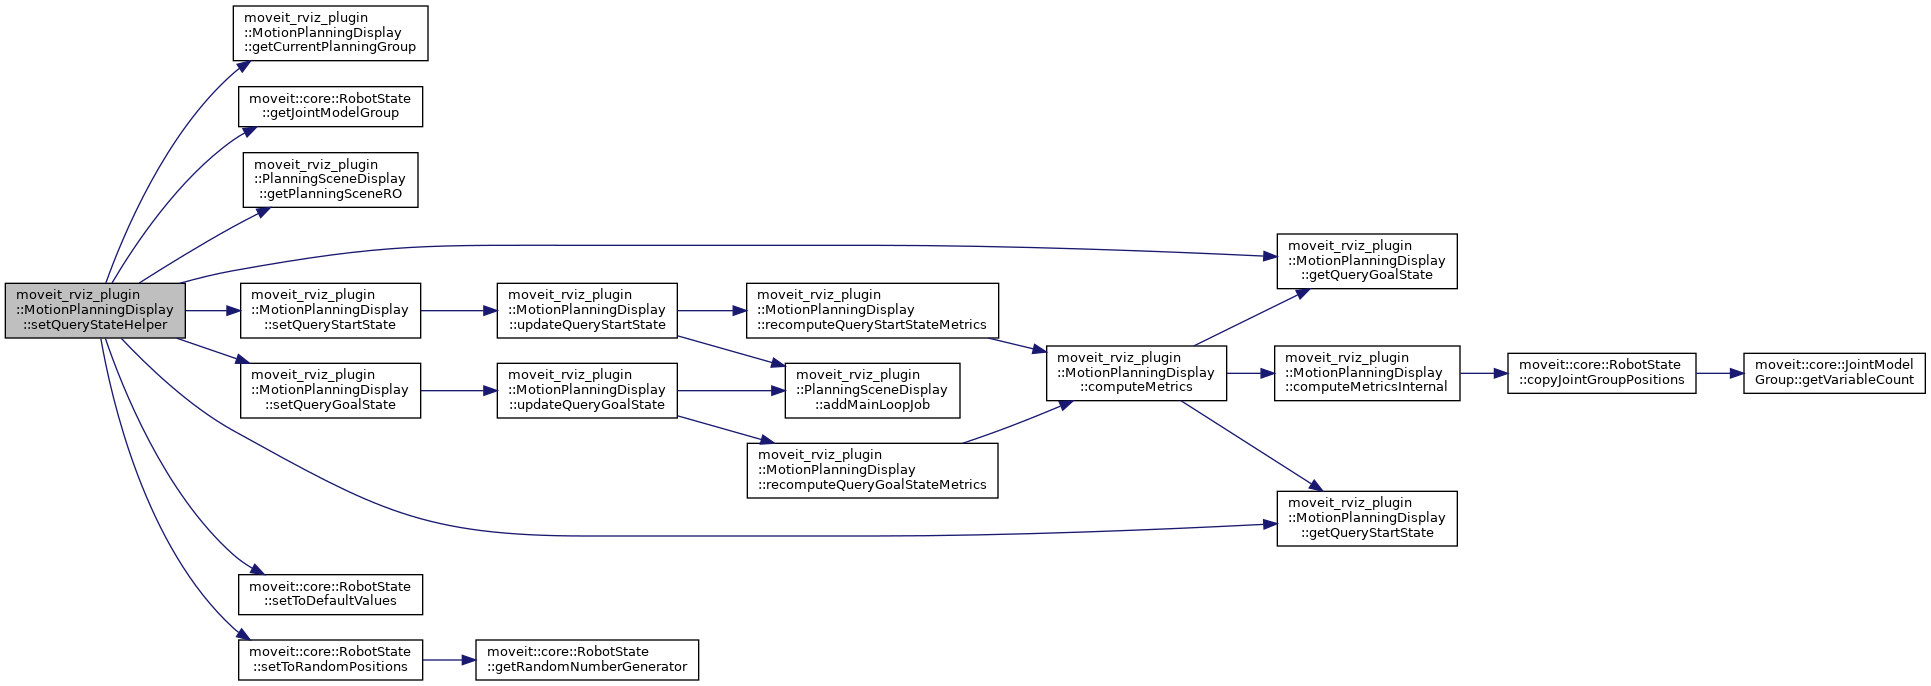 moveit_rviz_plugin
::MotionPlanningDisplay
::getCurrentPlanningGroup
moveit::core::RobotState
::getJointModelGroup
moveit_rviz_plugin
::PlanningSceneDisplay
::getPlanningSceneRO
moveit_rviz_plugin
::MotionPlanningDisplay
::getQueryGoalState
moveit_rviz_plugin
::MotionPlanningDisplay
::setQueryStateHelper
moveit_rviz_plugin
::MotionPlanningDisplay
::setQueryStartState
moveit_rviz_plugin
::MotionPlanningDisplay
::updateQueryStartState
moveit_rviz_plugin
::MotionPlanningDisplay
::recomputeQueryStartStateMetrics
moveit_rviz_plugin
::MotionPlanningDisplay
::computeMetrics
moveit_rviz_plugin
::MotionPlanningDisplay
::computeMetricsInternal
moveit::core::RobotState
::copyJointGroupPositions
moveit::core::JointModel
Group::getVariableCount
moveit_rviz_plugin
::MotionPlanningDisplay
::setQueryGoalState
moveit_rviz_plugin
::MotionPlanningDisplay
::updateQueryGoalState
moveit_rviz_plugin
::PlanningSceneDisplay
::addMainLoopJob
moveit_rviz_plugin
::MotionPlanningDisplay
::recomputeQueryGoalStateMetrics
moveit_rviz_plugin
::MotionPlanningDisplay
::getQueryStartState
moveit::core::RobotState
::setToDefaultValues
moveit::core::RobotState
::setToRandomPositions
moveit::core::RobotState
::getRandomNumberGenerator